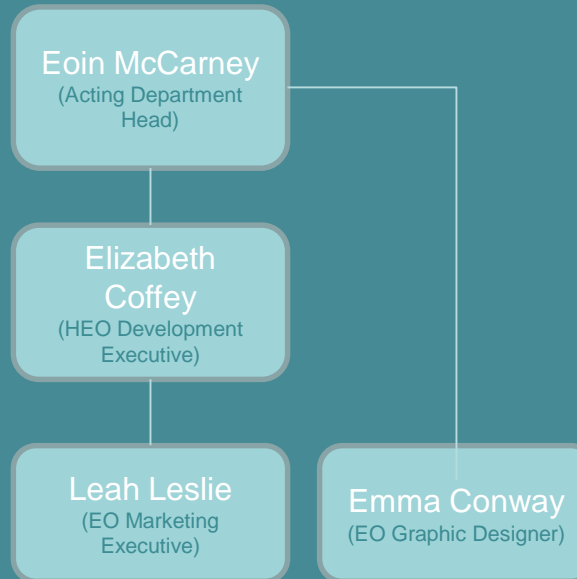 Eoin McCarney
(Acting Department
Head)
Elizabeth
Coffey
(HEO Development
Executive)
Leah Leslie
(EO Marketing
Executive)
Emma Conway
(EO Graphic Designer)